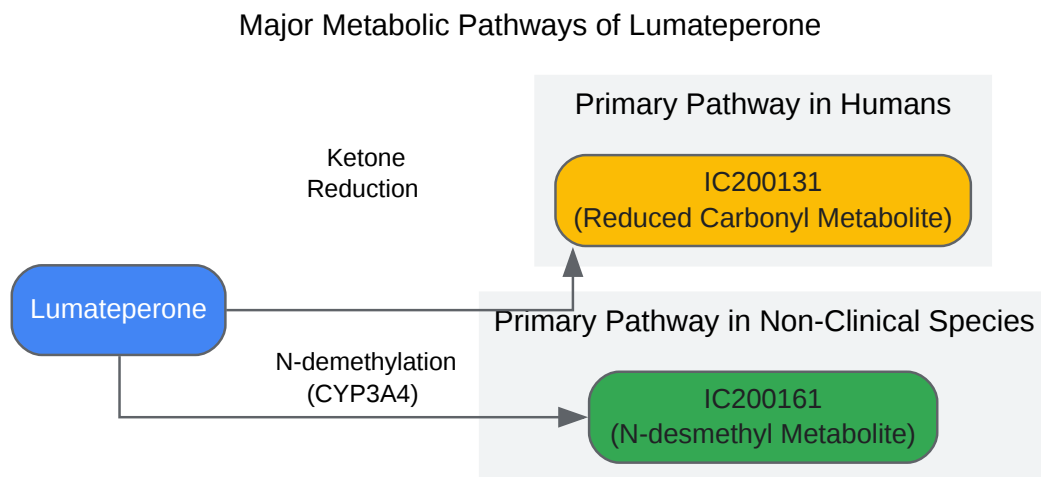 Major Metabolic Pathways of Lumateperone
Primary Pathway in Humans
Ketone
Reduction
IC200131
(Reduced Carbonyl Metabolite)
Lumateperone
Primary Pathway in Non-Clinical Species
N-demethylation
(CYP3A4)
IC200161
(N-desmethyl Metabolite)